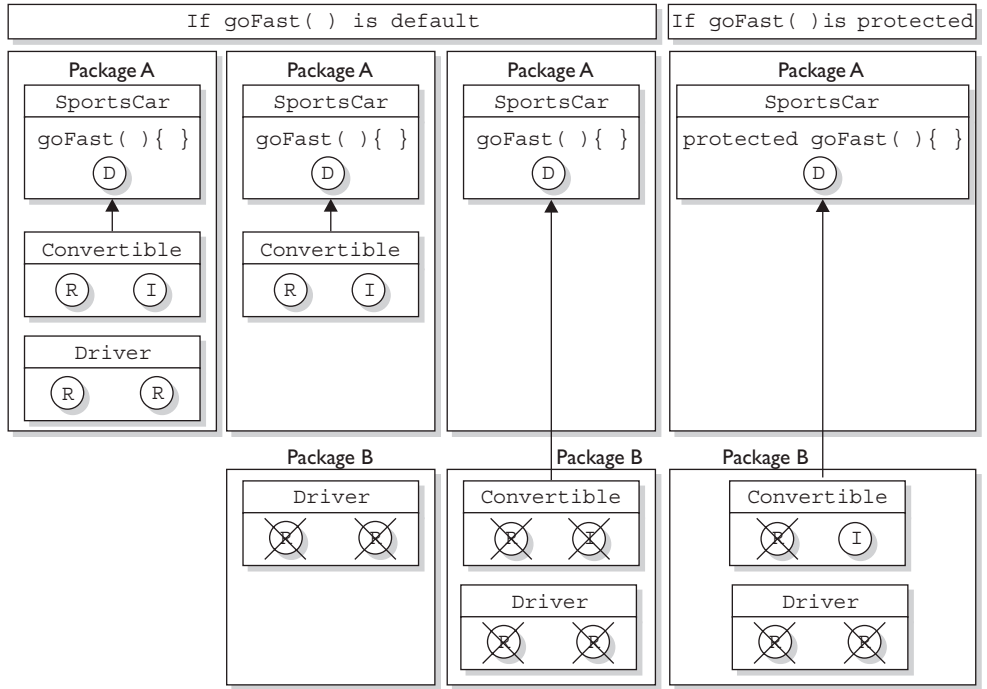 If goFast( ) is default
If goFast( )is protected
Package A
SportsCar
goFast( ){ }
D
Convertible
R I
Driver
R R
Package A
SportsCar
goFast( ){ }
D
Convertible
R I
Package B
Driver
R R
Package A
SportsCar
goFast( ){ }
D
Package B
Convertible
R I
Driver
R R
Package A
SportsCar
protected goFast( ){ }
D
Package B
Convertible
R I
Driver
R R